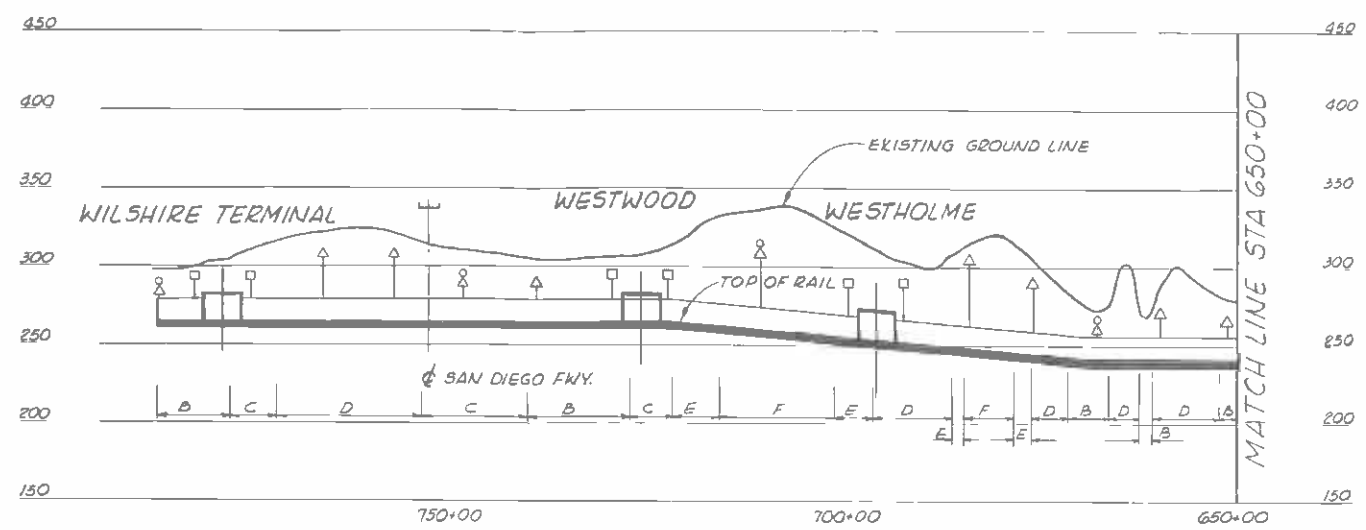 450 450
400 400
EXISTING GROUND LINE
350 350
WILSHIRE TERMINAL WESTWOOD WESTHOLME
300 300
TOP OF RAIL
250 250
℄ SAN DIEGO FWY.
B C D C B C E F E D F D B D D B
200 200
E E B
150 150
750+00 700+00 650+00
MATCH LINE STA 650+00